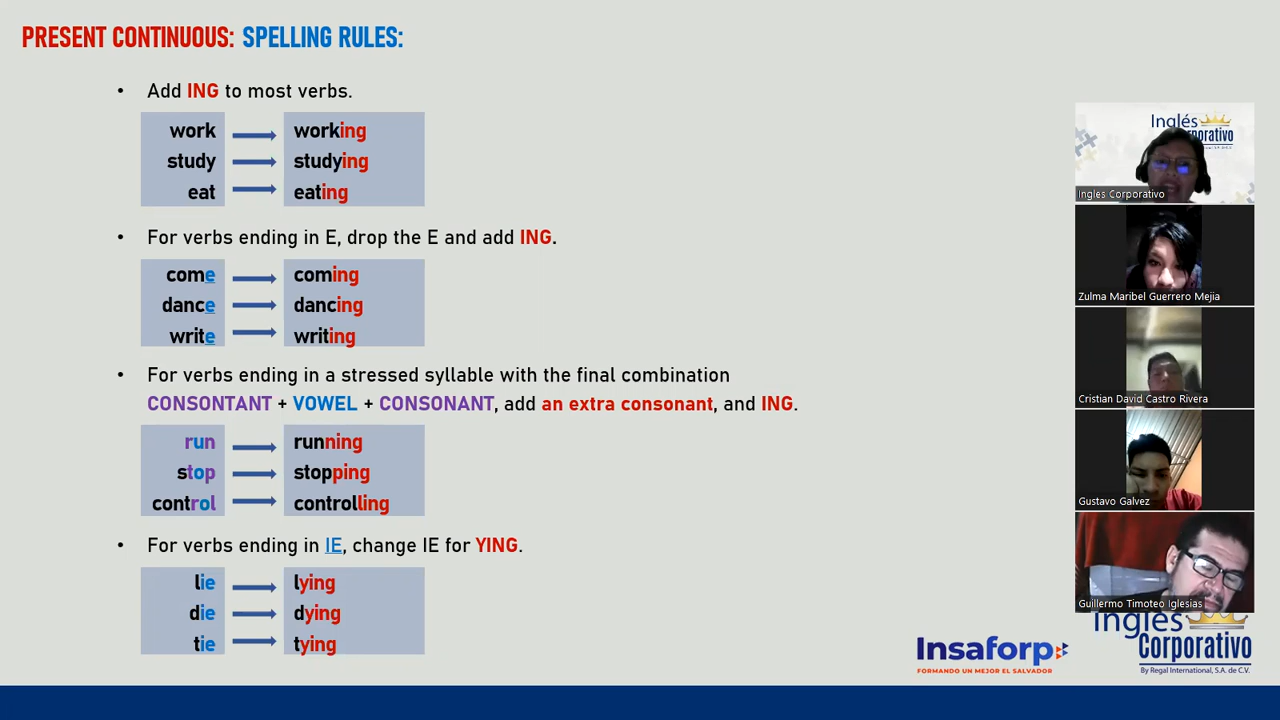 PRESENT CONTINUOUS: SPELLING RULES:
• Add ING to most verbs.
work → working
study → studying
eat → eating
• For verbs ending in E, drop the E and add ING.
come → coming
dance → dancing
write → writing
• For verbs ending in a stressed syllable with the final combination
CONSONTANT + VOWEL + CONSONANT, add an extra consonant, and ING.
run → running
stop → stopping
control → controlling
• For verbs ending in IE, change IE for YING.
lie → lying
die → dying
tie → tying
Inglés
Ingles Corporativo
Zulma Maribel Guerrero Mejia
Cristian David Castro Rivera
Gustavo Galvez
Guillermo Timoteo Iglesias
Insaforp
FORMANDO UN MEJOR EL SALVADOR
Inglés
Corporativo
By Regal International, S.A. de C.V.